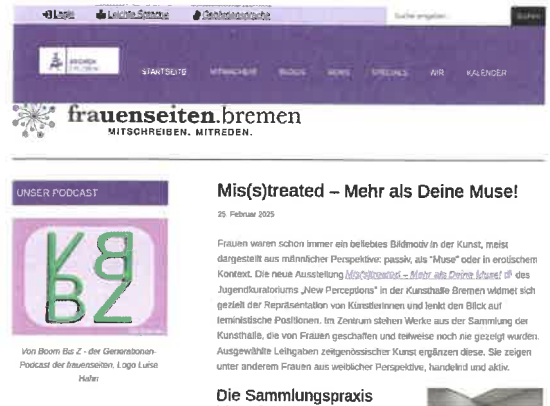 Login Leichte Sprache Gebärdensprache
Suche eingeben... Suchen
BREMEN
STARTSEITE MITMACHEN! BLOGS NEWS SPECIALS WIR KALENDER
frauenseiten.bremen
MITSCHREIBEN. MITREDEN.
UNSER PODCAST
B B
B Z
Von Boom Bis Z - der Generationen-
Podcast der frauenseiten, Logo Luise
Hahn
Mis(s)treated – Mehr als Deine Muse!
25. Februar 2025
Frauen waren schon immer ein beliebtes Bildmotiv in der Kunst, meist
dargestellt aus männlicher Perspektive: passiv, als "Muse" oder in erotischem
Kontext. Die neue Ausstellung Mis(s)treated – Mehr als Deine Muse! des
Jugendkuratoriums „New Perceptions" in der Kunsthalle Bremen widmet sich
gezielt der Repräsentation von Künstlerinnen und lenkt den Blick auf
feministische Positionen. Im Zentrum stehen Werke aus der Sammlung der
Kunsthalle, die von Frauen geschaffen und teilweise noch nie gezeigt wurden.
Ausgewählte Leihgaben zeitgenössischer Kunst ergänzen diese. Sie zeigen
unter anderem Frauen aus weiblicher Perspektive, handelnd und aktiv.
Die Sammlungspraxis